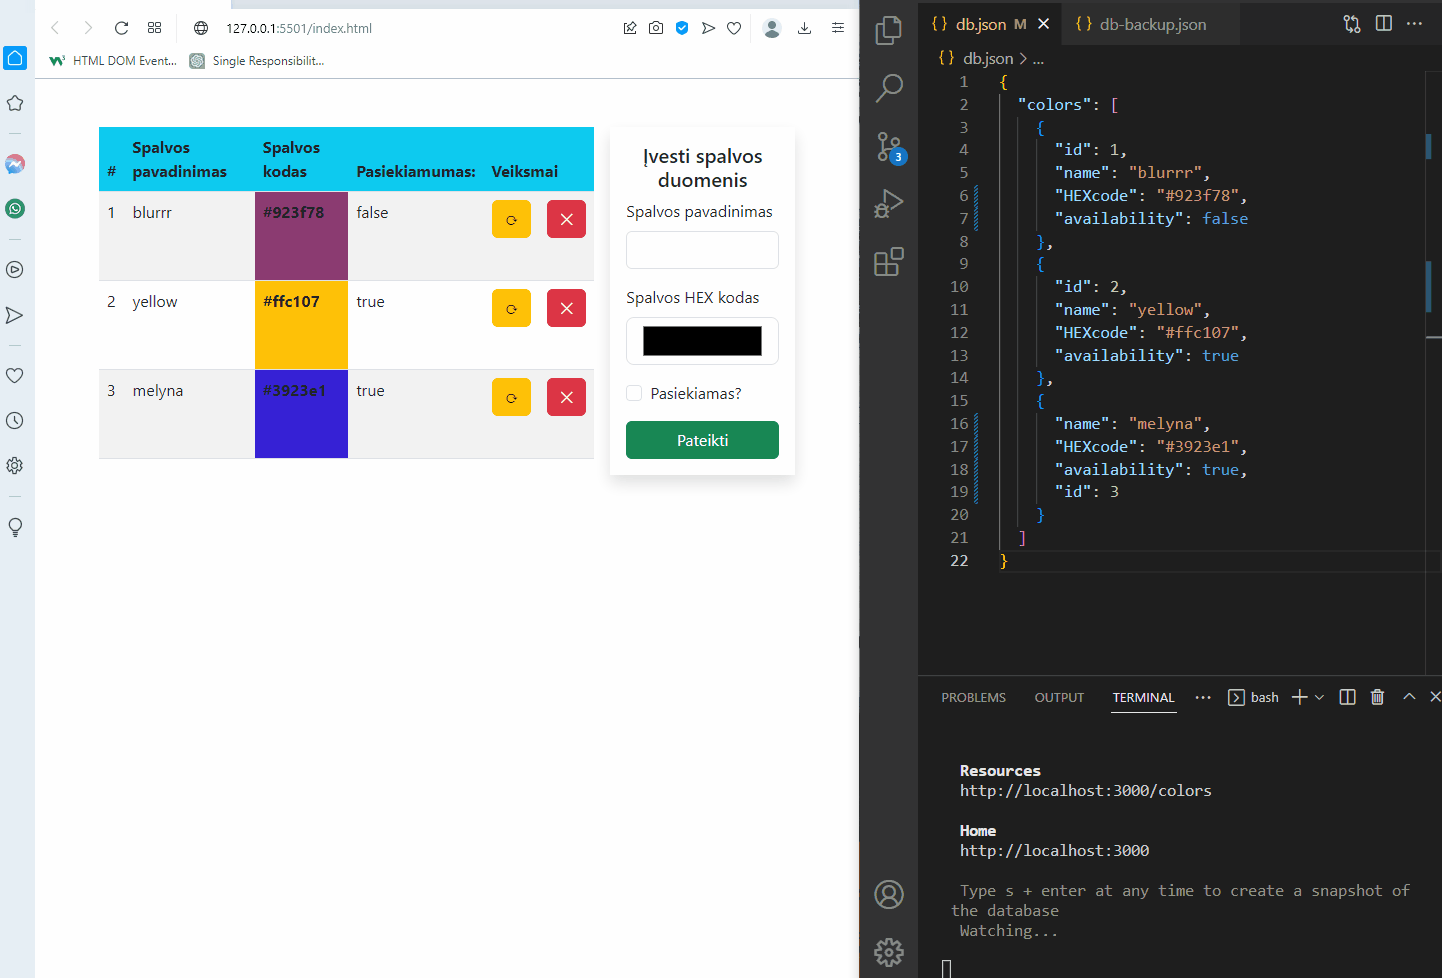 127.0.0.1:5501/index.html
HTML DOM Event...
Single Responsibilit...
# Spalvos pavadinimas Spalvos kodas Pasiekiamumas: Veiksmai
1 blurrr #923f78 false
2 yellow #ffc107 true
3 melyna #3923e1 true
Įvesti spalvos
duomenis
Spalvos pavadinimas
Spalvos HEX kodas
Pasiekiamas?
Pateikti
{} db.json M
{} db-backup.json
{} db.json > ...
3
1 {
2 "colors": [
3 {
4 "id": 1,
5 "name": "blurrr",
6 "HEXcode": "#923f78",
7 "availability": false
8 },
9 {
10 "id": 2,
11 "name": "yellow",
12 "HEXcode": "#ffc107",
13 "availability": true
14 },
15 {
16 "name": "melyna",
17 "HEXcode": "#3923e1",
18 "availability": true,
19 "id": 3
20 }
21 ]
22 }
PROBLEMS OUTPUT TERMINAL ... bash
Resources
http://localhost:3000/colors
Home
http://localhost:3000
Type s + enter at any time to create a snapshot of
the database
Watching...